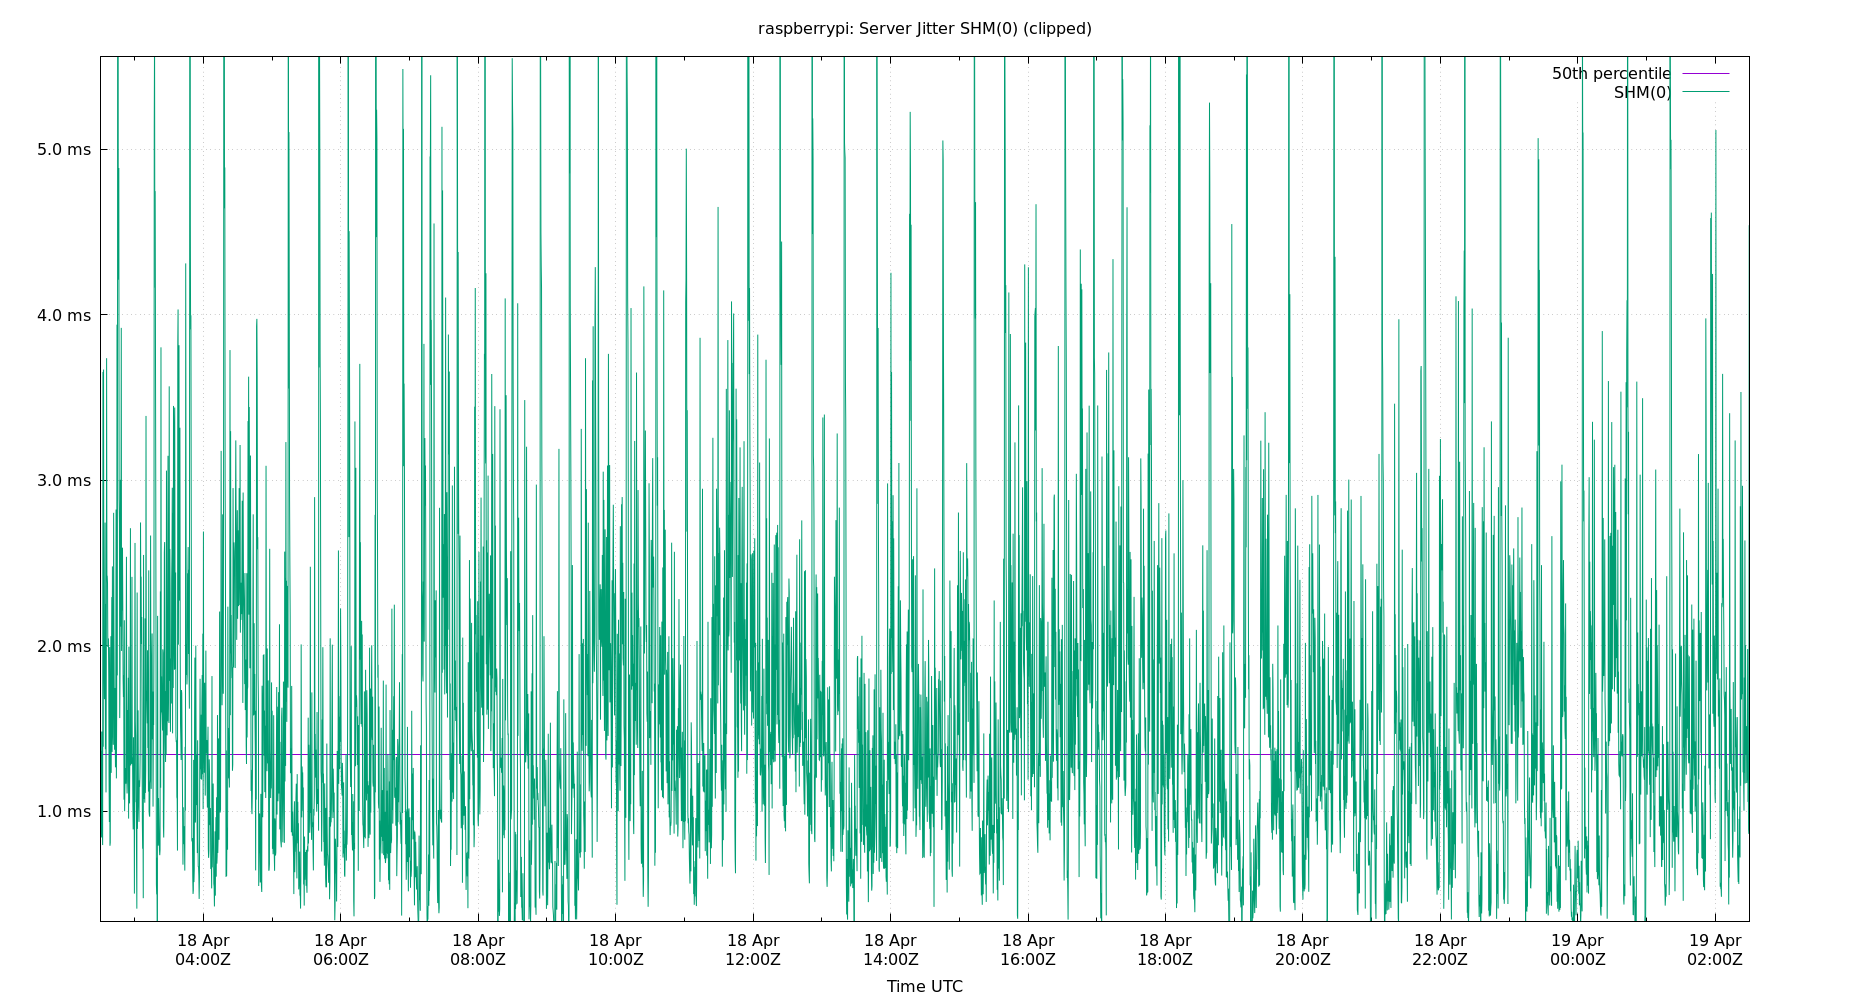 raspberrypi: Server Jitter SHM(0) (clipped)
50th percentile
SHM(0)
5.0 ms
4.0 ms
3.0 ms
2.0 ms
1.0 ms
18 Apr 18 Apr 18 Apr 18 Apr 18 Apr 18 Apr 18 Apr 18 Apr 18 Apr 18 Apr 19 Apr 19 Apr
04:00Z 06:00Z 08:00Z 10:00Z 12:00Z 14:00Z 16:00Z 18:00Z 20:00Z 22:00Z 00:00Z 02:00Z
Time UTC